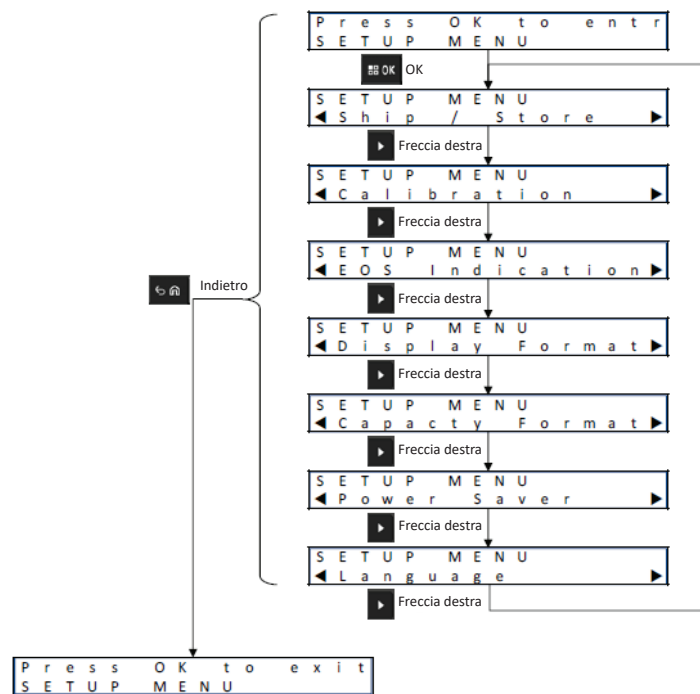 Press OK to entr
SETUP MENU
OK OK
SETUP MENU
◀Ship / Store ▶
Freccia destra
SETUP MENU
◀Calibration ▶
Freccia destra
SETUP MENU
◀EOS Indication▶
Indietro
Freccia destra
SETUP MENU
◀Display Format▶
Freccia destra
SETUP MENU
◀Capacty Format▶
Freccia destra
SETUP MENU
◀Power Saver ▶
Freccia destra
SETUP MENU
◀Language ▶
Freccia destra
Press OK to exit
SETUP MENU